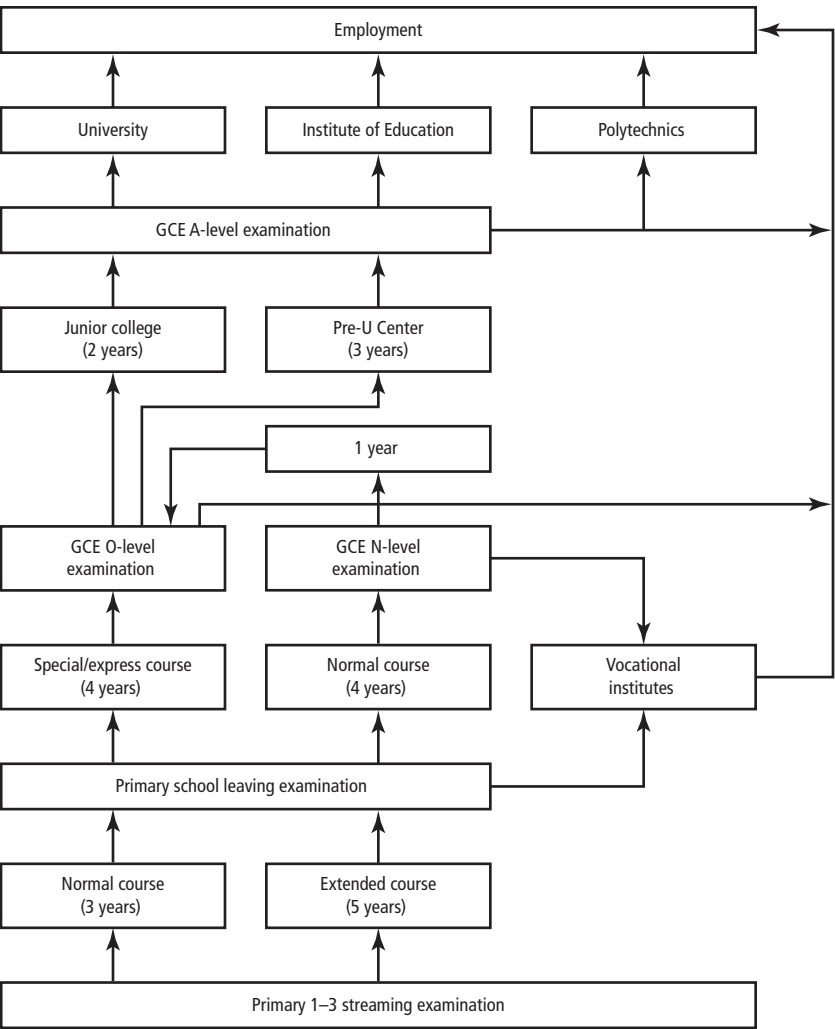 Employment
University
Institute of Education
Polytechnics
GCE A-level examination
Junior college
(2 years)
Pre-U Center
(3 years)
1 year
GCE O-level
examination
GCE N-level
examination
Special/express course
(4 years)
Normal course
(4 years)
Vocational
institutes
Primary school leaving examination
Normal course
(3 years)
Extended course
(5 years)
Primary 1–3 streaming examination